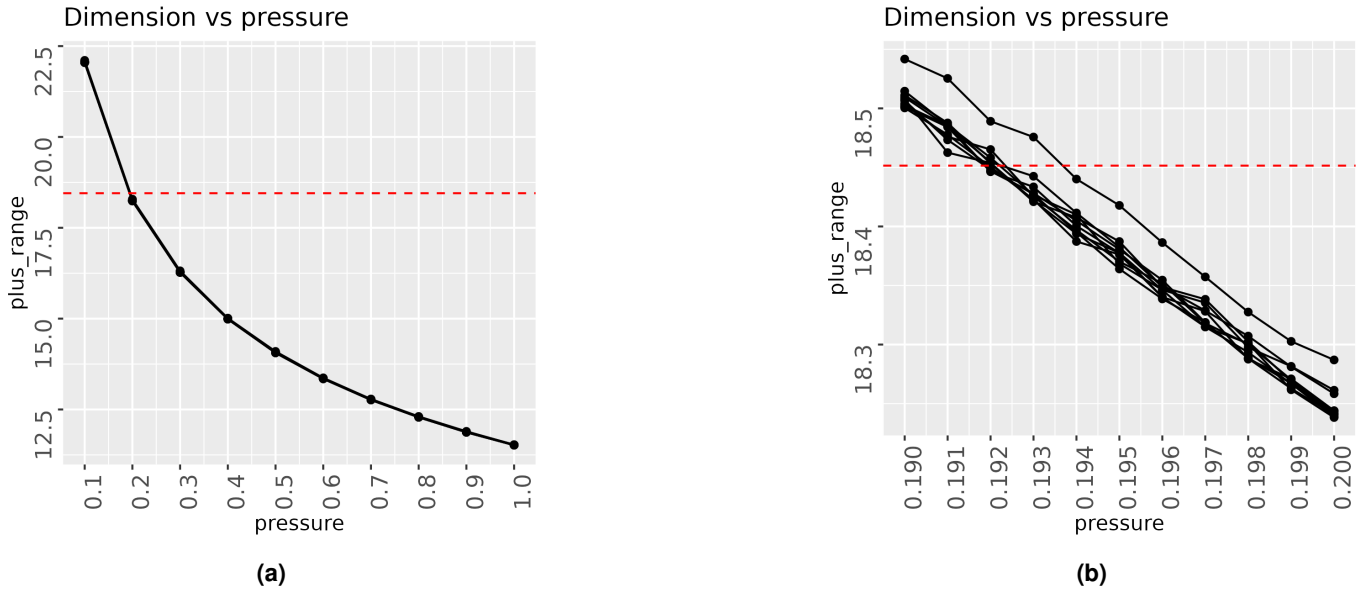 Dimension vs pressure
plus_range
22.5
20.0
17.5
15.0
12.5
0.1 0.2 0.3 0.4 0.5 0.6 0.7 0.8 0.9 1.0
pressure
(a)
Dimension vs pressure
plus_range
18.5
18.4
18.3
0.190 0.191 0.192 0.193 0.194 0.195 0.196 0.197 0.198 0.199 0.200
pressure
(b)